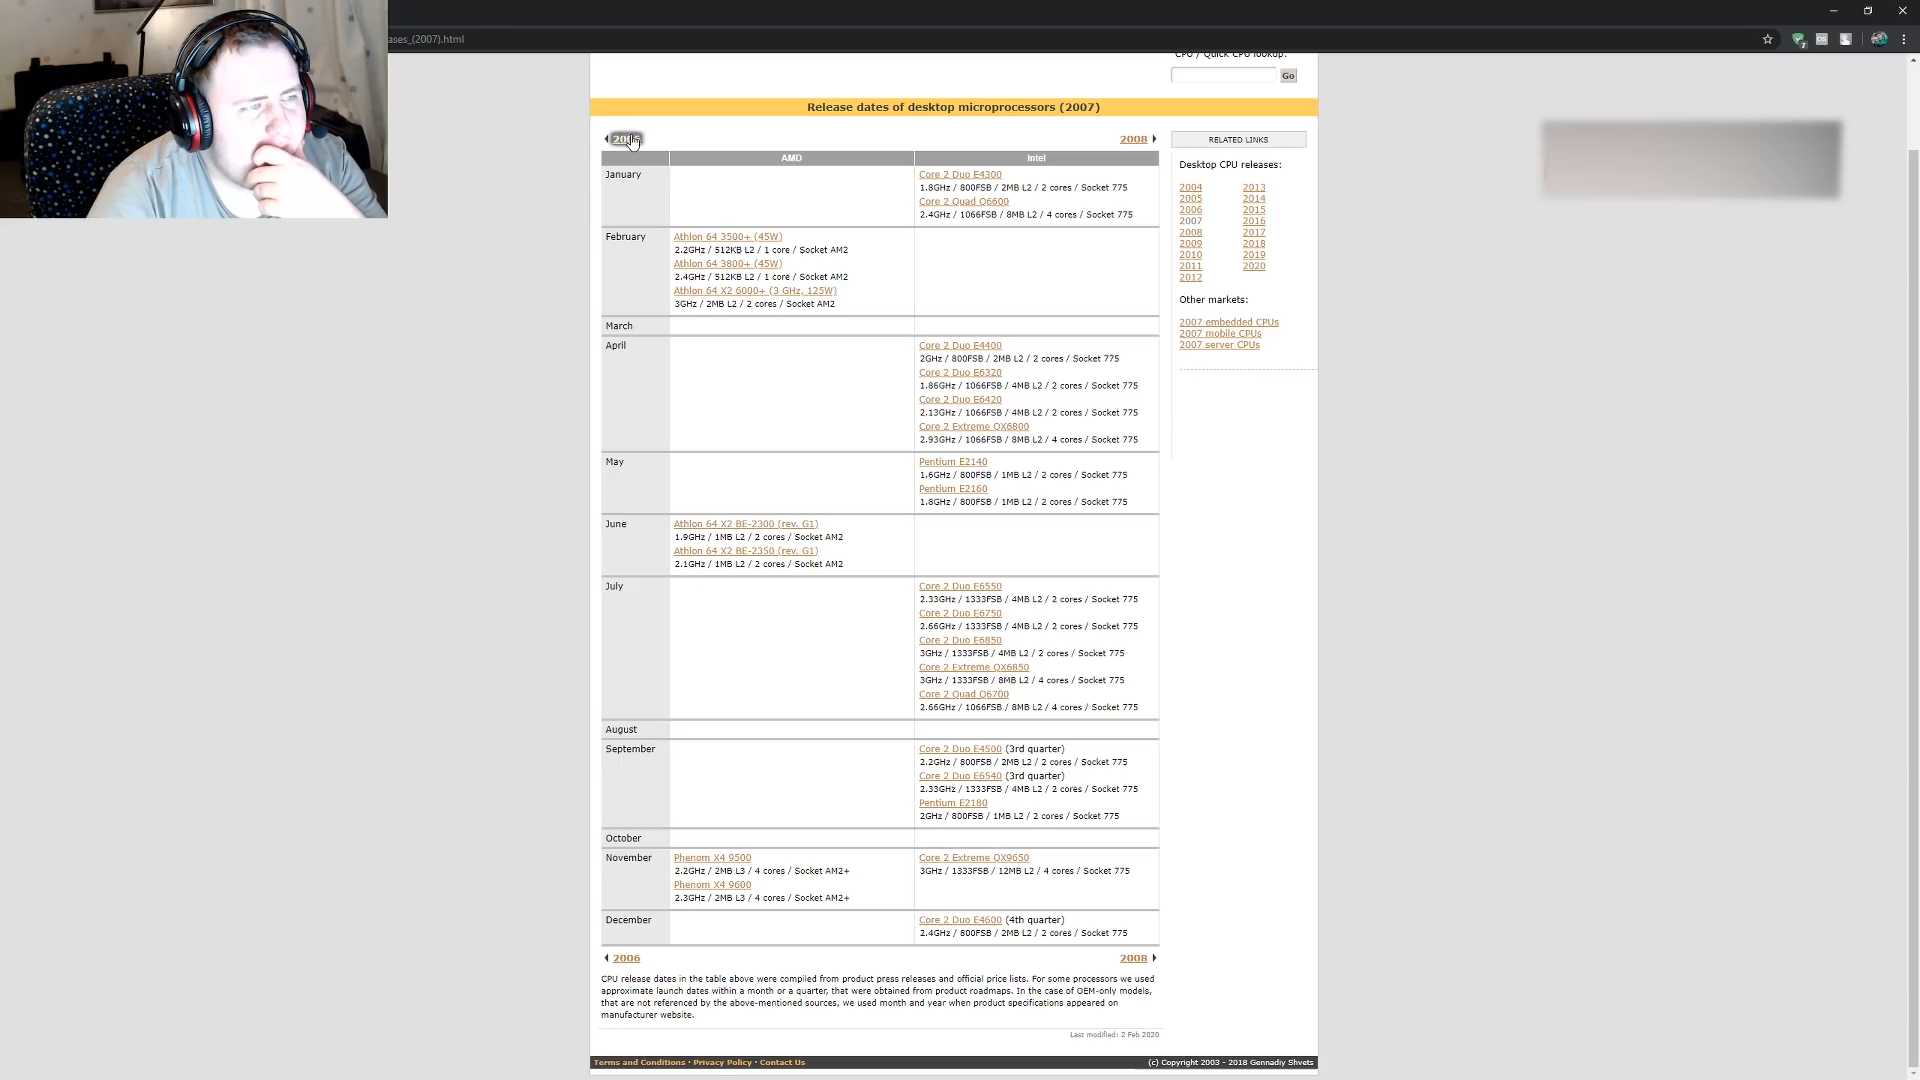 ases_(2007).html
CPU / Quick CPU lookup:
Go
Release dates of desktop microprocessors (2007)
2008
AMD Intel
January
Core 2 Duo E4300
1.8GHz / 800FSB / 2MB L2 / 2 cores / Socket 775
Core 2 Quad Q6600
2.4GHz / 1066FSB / 8MB L2 / 4 cores / Socket 775
February
Athlon 64 3500+ (45W)
2.2GHz / 512KB L2 / 1 core / Socket AM2
Athlon 64 3800+ (45W)
2.4GHz / 512KB L2 / 1 core / Socket AM2
Athlon 64 X2 6000+ (3 GHz, 125W)
3GHz / 2MB L2 / 2 cores / Socket AM2
March
April
Core 2 Duo E4400
2GHz / 800FSB / 2MB L2 / 2 cores / Socket 775
Core 2 Duo E6320
1.86GHz / 1066FSB / 4MB L2 / 2 cores / Socket 775
Core 2 Duo E6420
2.13GHz / 1066FSB / 4MB L2 / 2 cores / Socket 775
Core 2 Extreme QX6800
2.93GHz / 1066FSB / 8MB L2 / 4 cores / Socket 775
May
Pentium E2140
1.6GHz / 800FSB / 1MB L2 / 2 cores / Socket 775
Pentium E2160
1.8GHz / 800FSB / 1MB L2 / 2 cores / Socket 775
June
Athlon 64 X2 BE-2300 (rev. G1)
1.9GHz / 1MB L2 / 2 cores / Socket AM2
Athlon 64 X2 BE-2350 (rev. G1)
2.1GHz / 1MB L2 / 2 cores / Socket AM2
July
Core 2 Duo E6550
2.33GHz / 1333FSB / 4MB L2 / 2 cores / Socket 775
Core 2 Duo E6750
2.66GHz / 1333FSB / 4MB L2 / 2 cores / Socket 775
Core 2 Duo E6850
3GHz / 1333FSB / 4MB L2 / 2 cores / Socket 775
Core 2 Extreme QX6850
3GHz / 1333FSB / 8MB L2 / 4 cores / Socket 775
Core 2 Quad Q6700
2.66GHz / 1066FSB / 8MB L2 / 4 cores / Socket 775
August
September
Core 2 Duo E4500 (3rd quarter)
2.2GHz / 800FSB / 2MB L2 / 2 cores / Socket 775
Core 2 Duo E6540 (3rd quarter)
2.33GHz / 1333FSB / 4MB L2 / 2 cores / Socket 775
Pentium E2180
2GHz / 800FSB / 1MB L2 / 2 cores / Socket 775
October
November
Phenom X4 9500
2.2GHz / 2MB L3 / 4 cores / Socket AM2+
Phenom X4 9600
2.3GHz / 2MB L3 / 4 cores / Socket AM2+
Core 2 Extreme QX9650
3GHz / 1333FSB / 12MB L2 / 4 cores / Socket 775
December
Core 2 Duo E4600 (4th quarter)
2.4GHz / 800FSB / 2MB L2 / 2 cores / Socket 775
2006 2008
CPU release dates in the table above were compiled from product press releases and official price lists. For some processors we used
approximate launch dates within a month or a quarter, that were obtained from product roadmaps. In the case of OEM-only models,
that are not referenced by the above-mentioned sources, we used month and year when product specifications appeared on
manufacturer website.
Last modified: 2 Feb 2020
Terms and Conditions · Privacy Policy · Contact Us
(c) Copyright 2003 - 2018 Gennadiy Shvets
RELATED LINKS
Desktop CPU releases:
2004 2013
2005 2014
2006 2015
2007 2016
2008 2017
2009 2018
2010 2019
2011 2020
2012
Other markets:
2007 embedded CPUs
2007 mobile CPUs
2007 server CPUs